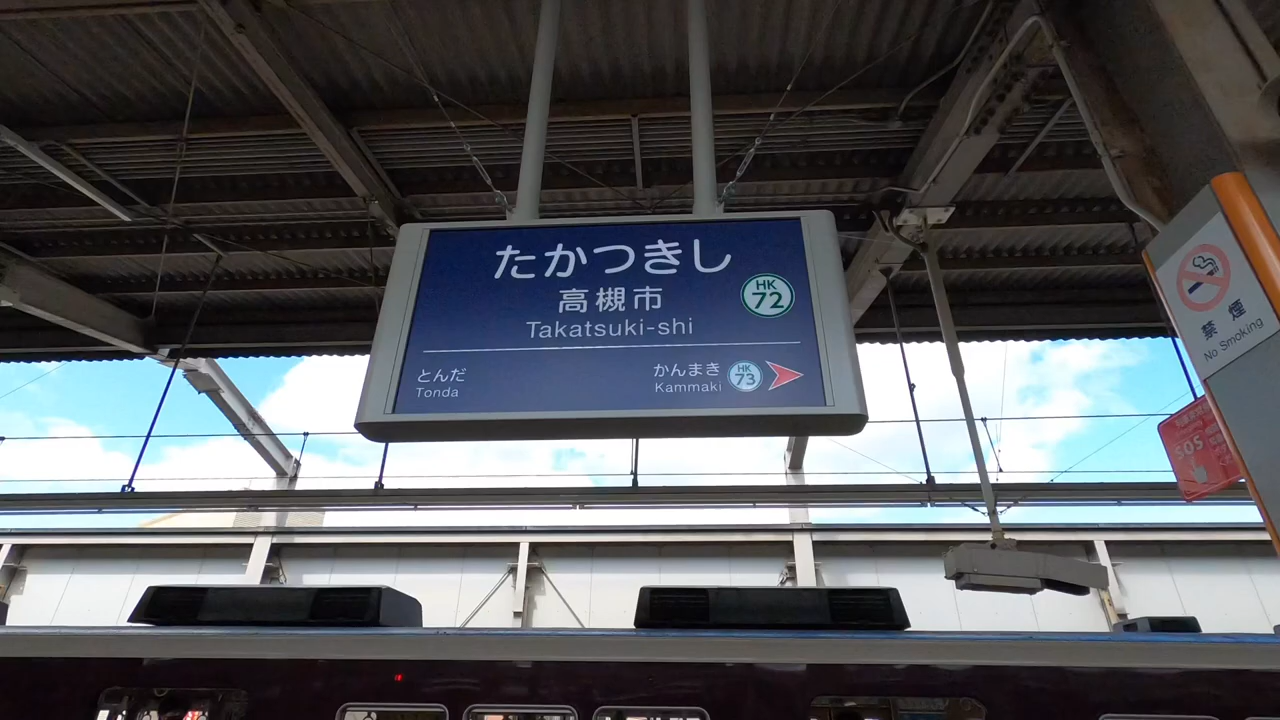 たかつきし
高槻市
HK
72
Takatsuki-shi
とんだ
Tonda
かんまき
Kammaki
HK
73
禁煙
No Smoking
SOS